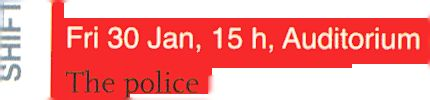 SHIFT
Fri 30 Jan, 15 h, Auditorium
The police